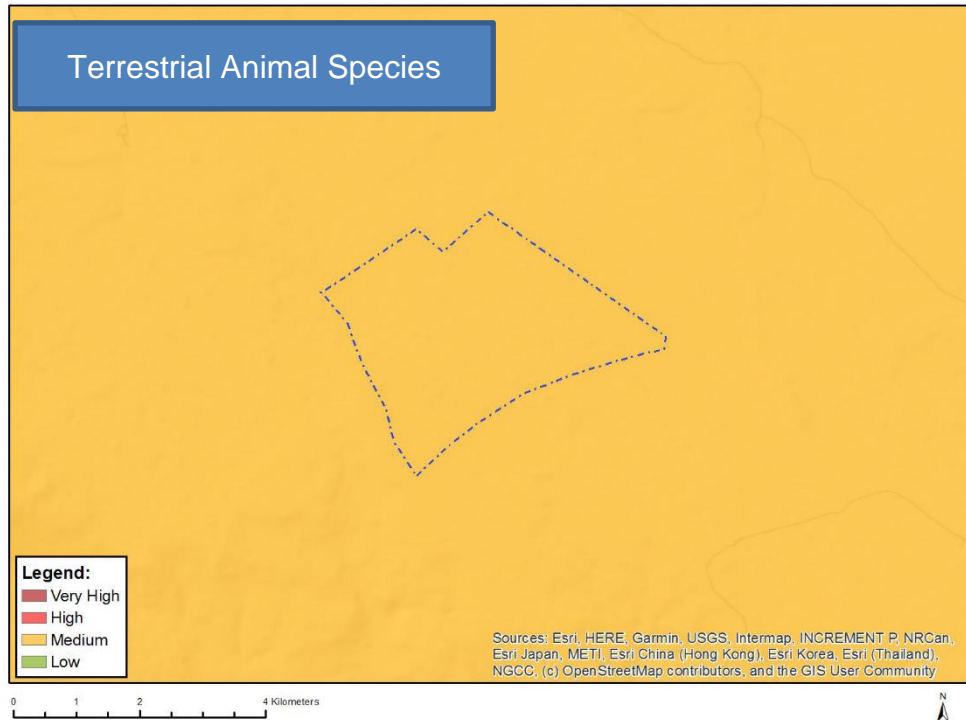 Terrestrial Animal Species
Legend:
Very High
High
Medium
Low
Sources: Esri, HERE, Garmin, USGS, Intermap, INCREMENT P, NRCan,
Esri Japan, METI, Esri China (Hong Kong), Esri Korea, Esri (Thailand),
NGCC, (c) OpenStreetMap contributors, and the GIS User Community
0 1 2 4 Kilometers
N